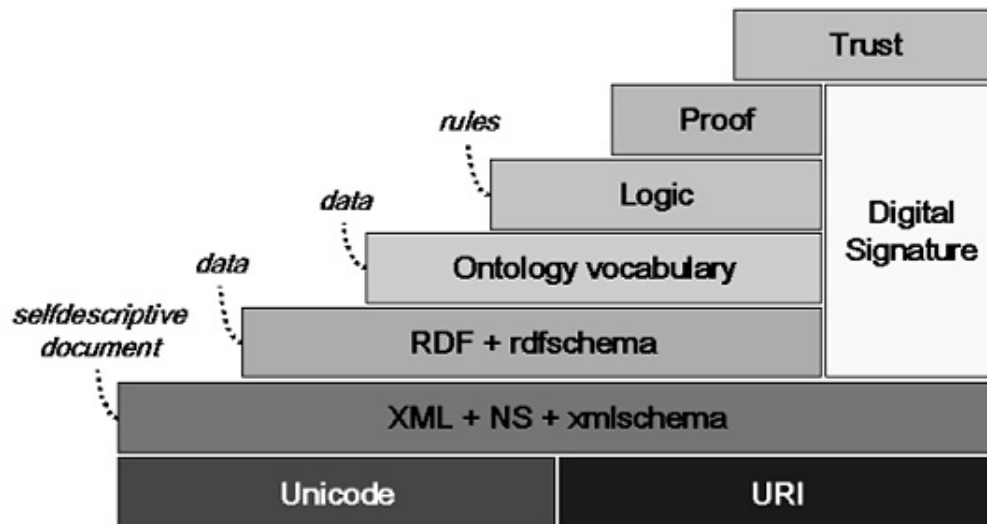 Trust
Proof
rules
Logic
data
Digital
Signature
Ontology vocabulary
data
RDF + rdfschema
selfdescriptive
document
XML + NS + xmlschema
Unicode
URI